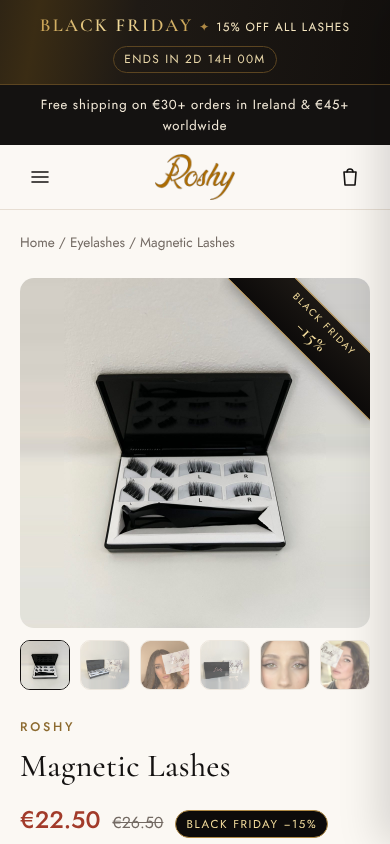 BLACK FRIDAY ✦ 15% OFF ALL LASHES
ENDS IN 2D 14H 00M
Free shipping on €30+ orders in Ireland & €45+
worldwide
Roshy
Home / Eyelashes / Magnetic Lashes
BLACK FRIDAY
−15%
L R
L R
ROSHY
Magnetic Lashes
€22.50 €26.50 BLACK FRIDAY −15%